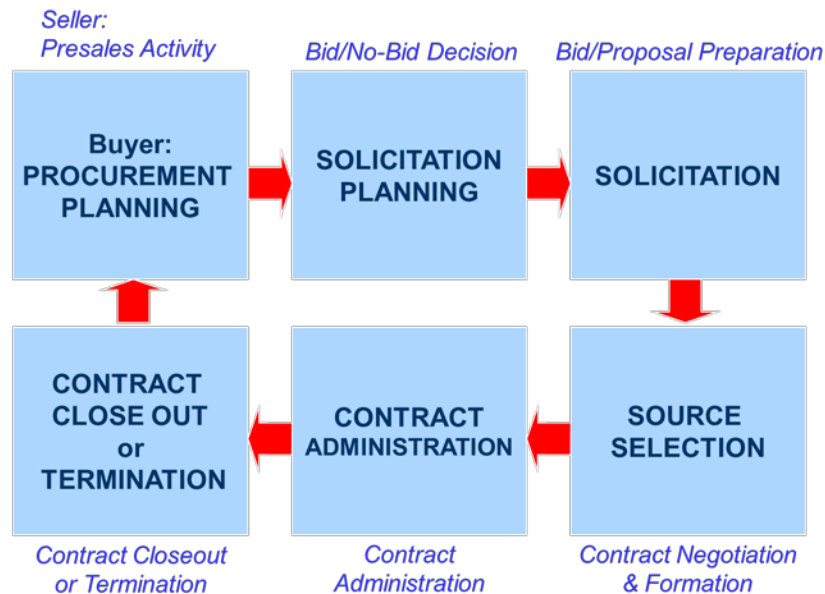 Seller:
Presales Activity
Bid/No-Bid Decision
Bid/Proposal Preparation
Buyer:
PROCUREMENT
PLANNING
SOLICITATION
PLANNING
SOLICITATION
CONTRACT
CLOSE OUT
or
TERMINATION
CONTRACT
ADMINISTRATION
SOURCE
SELECTION
Contract Closeout
or Termination
Contract
Administration
Contract Negotiation
& Formation